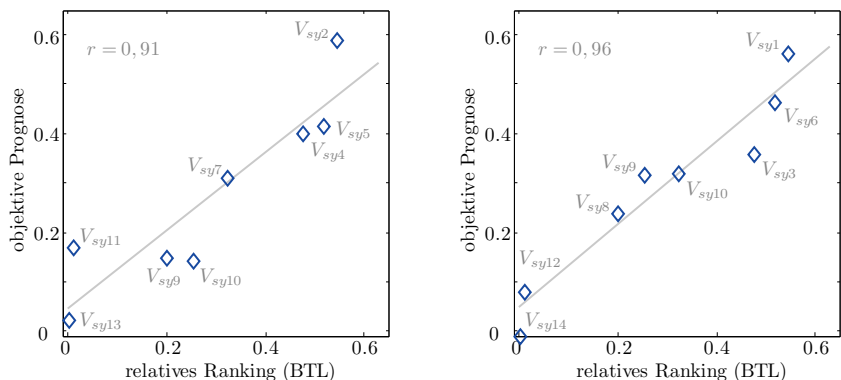 0.6
r = 0, 91
V_sy2
0.4
V_sy5
V_sy4
V_sy7
0.2
V_sy11
V_sy9
V_sy10
V_sy13
0
0
0.2
0.4
0.6
objektive Prognose
relatives Ranking (BTL)
0.6
r = 0, 96
V_sy1
V_sy6
0.4
V_sy3
V_sy9
V_sy10
V_sy8
0.2
V_sy12
V_sy14
0
0
0.2
0.4
0.6
objektive Prognose
relatives Ranking (BTL)